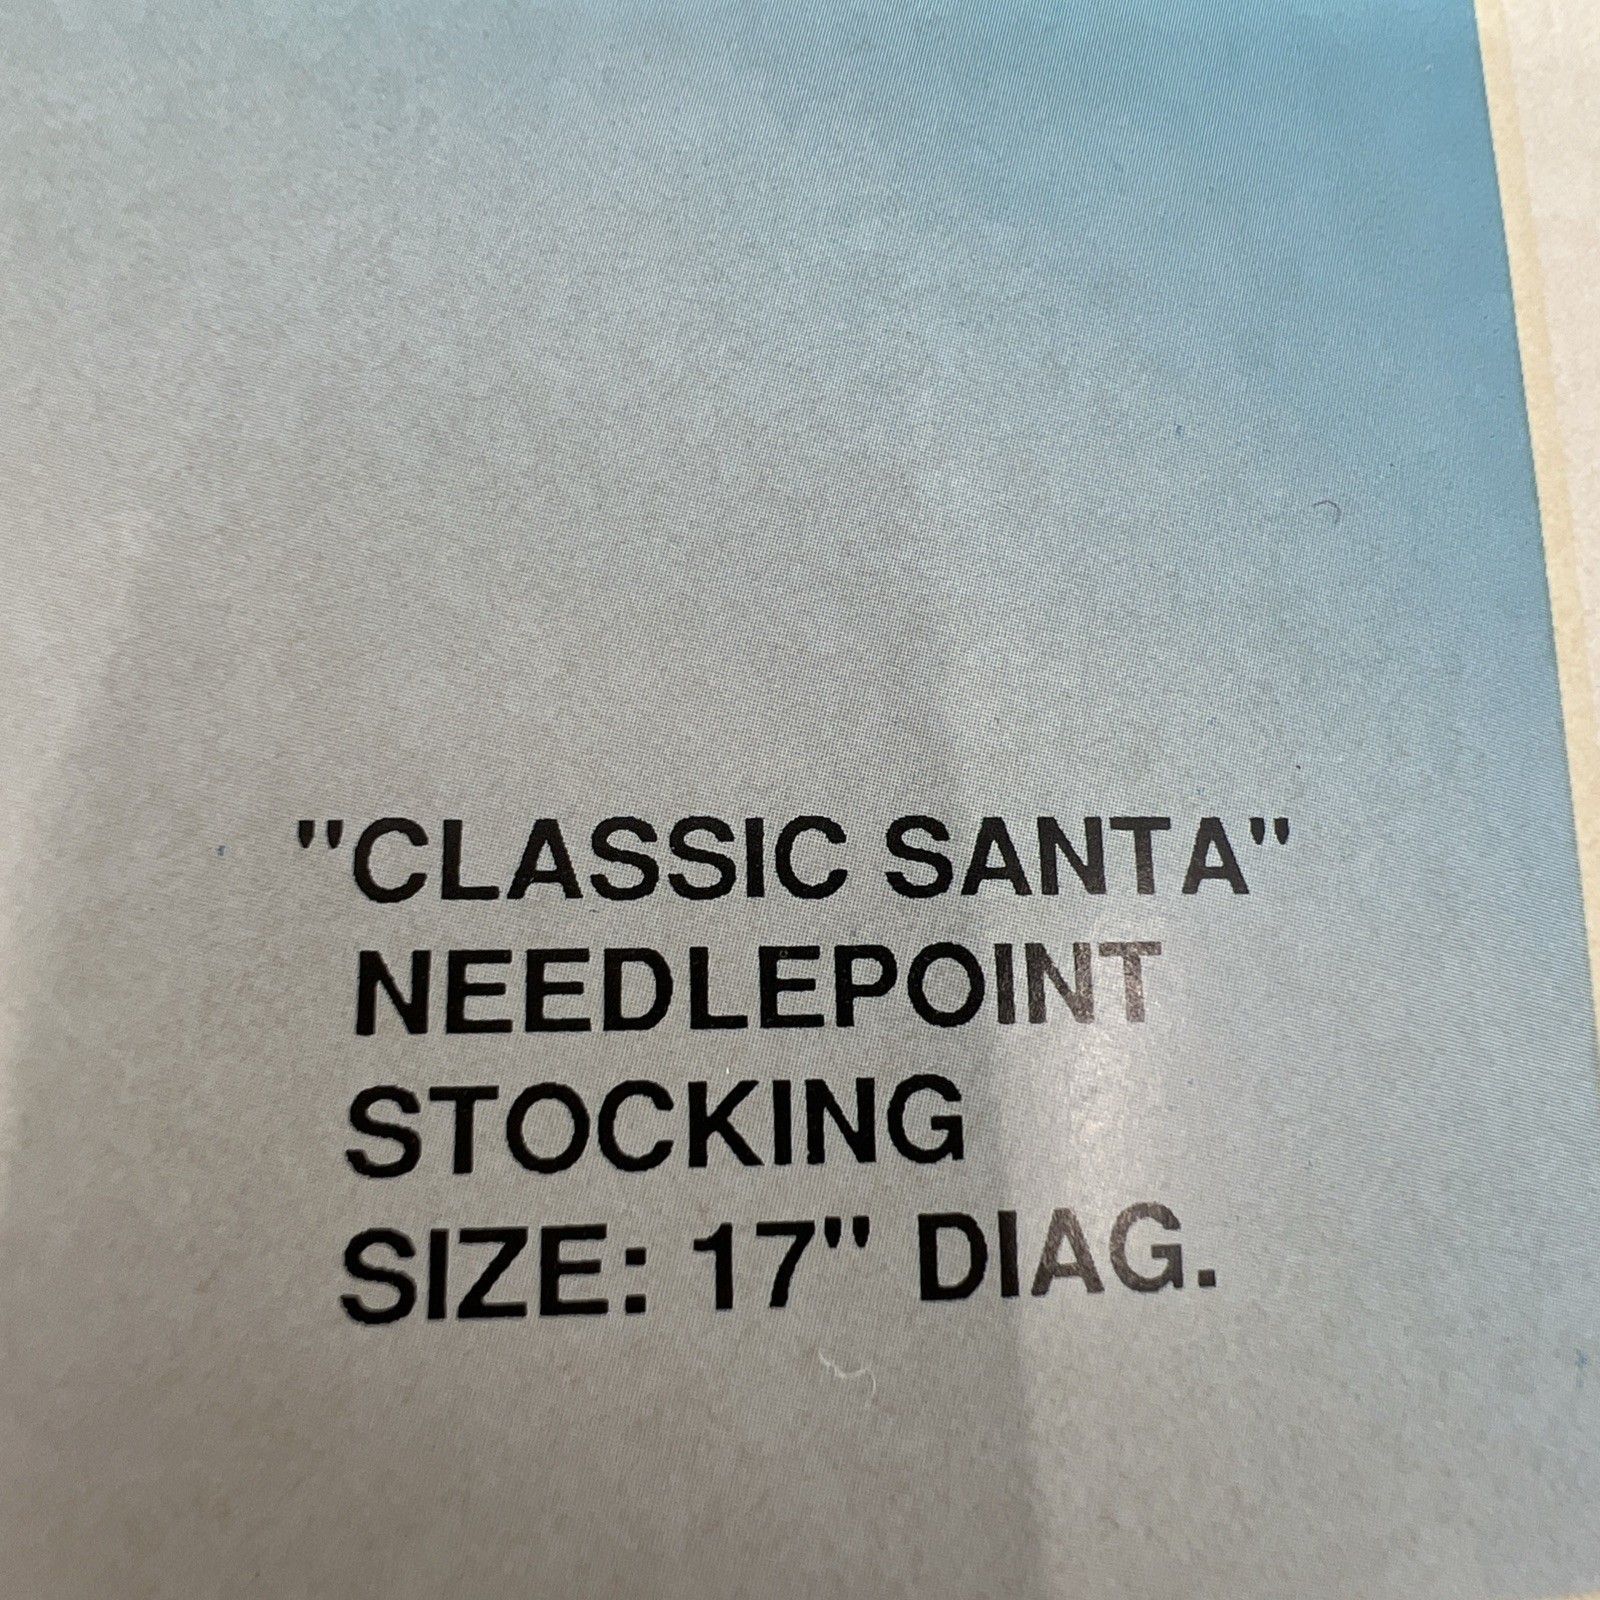 "CLASSIC SANTA"
NEEDLEPOINT
STOCKING
SIZE: 17" DIAG.